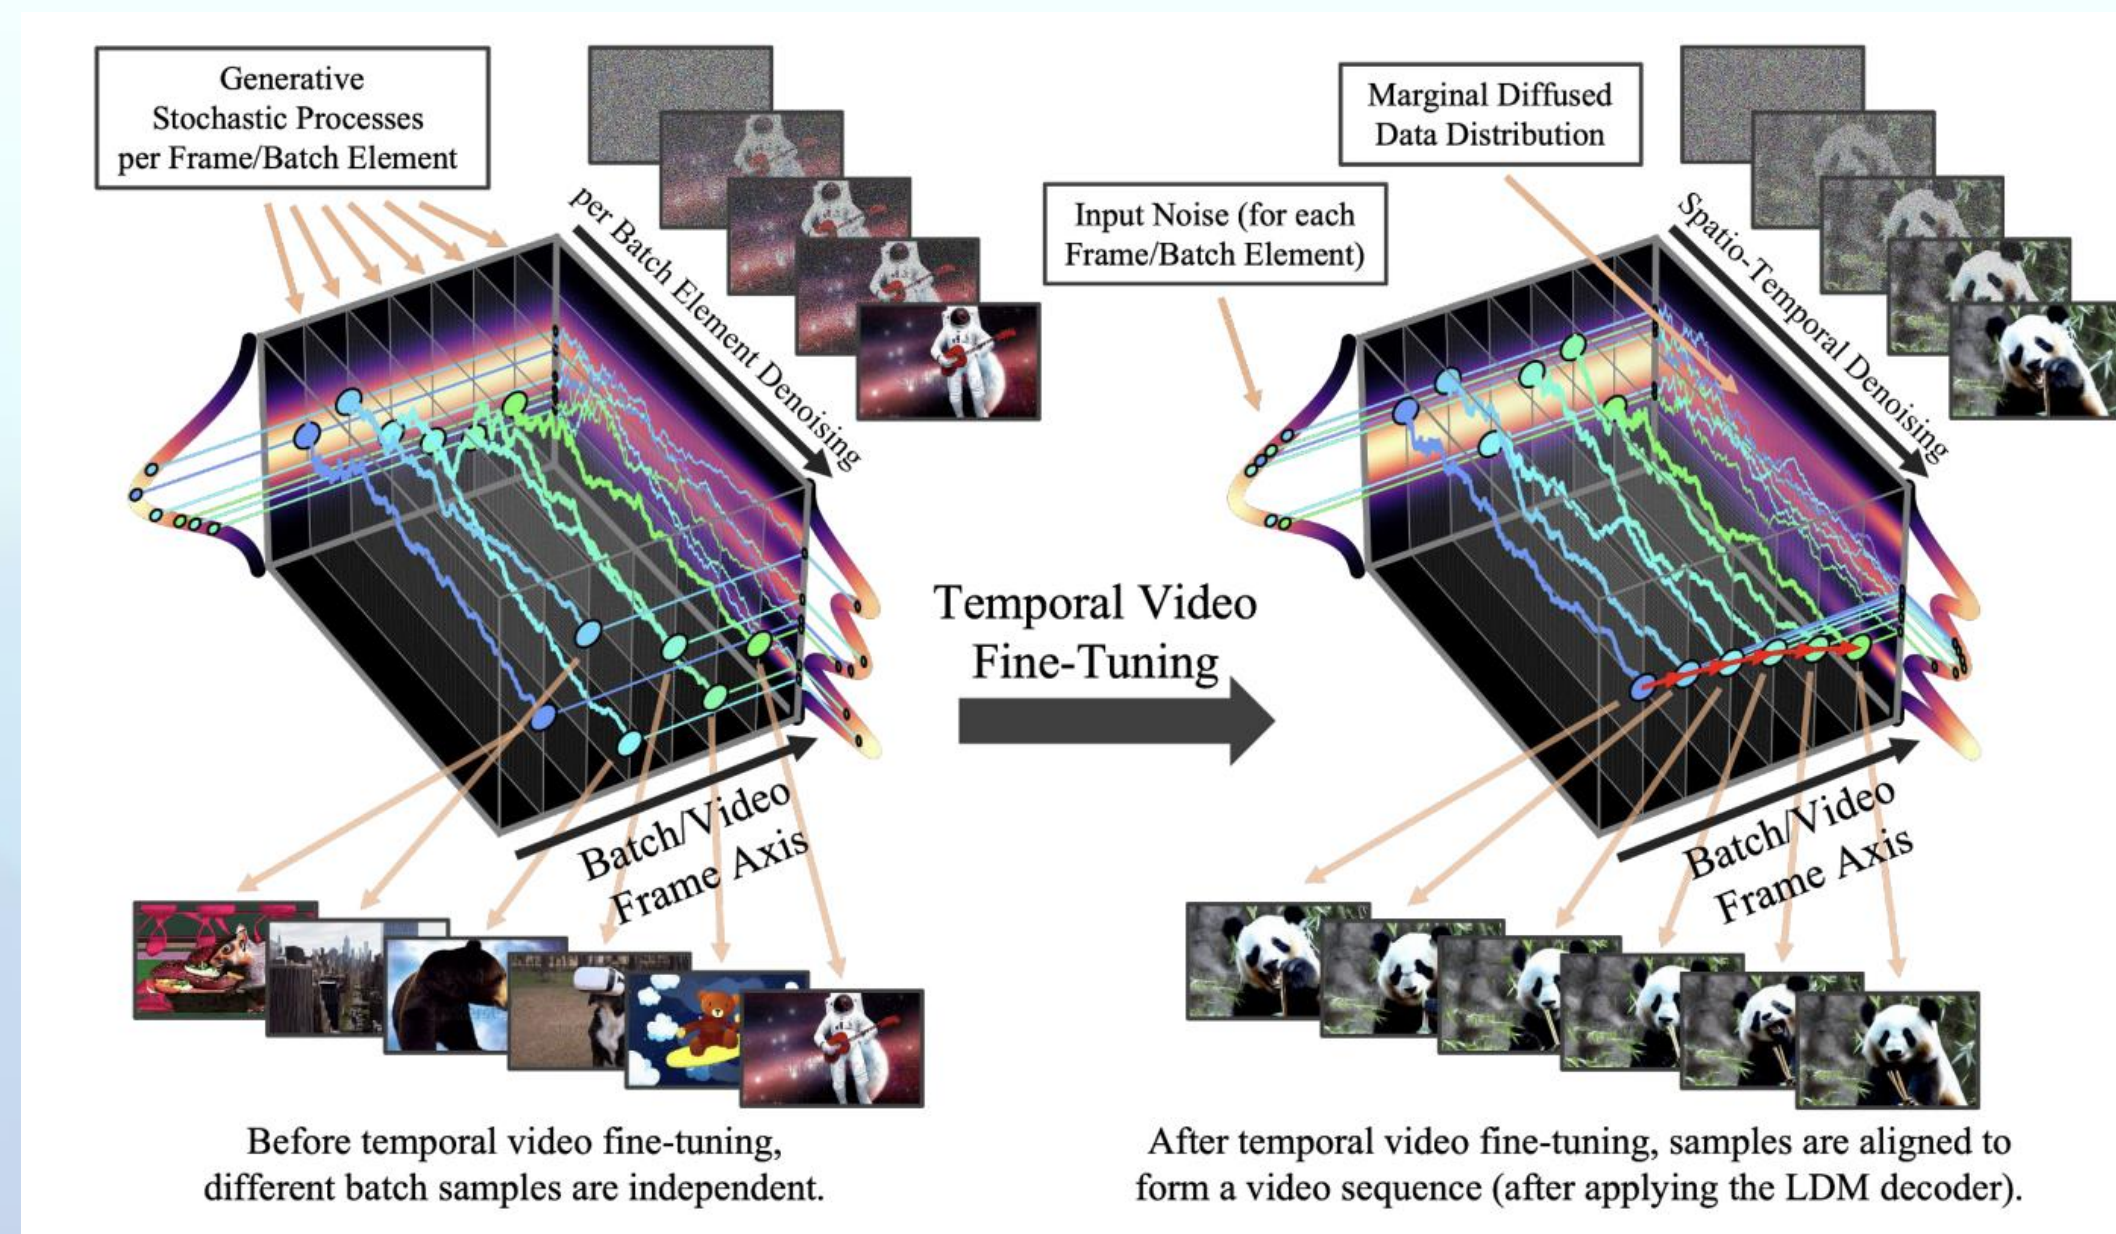 Generative
Stochastic Processes
per Frame/Batch Element
per Batch Element Denoising
Batch/Video
Frame Axis
Before temporal video fine-tuning,
different batch samples are independent.
Temporal Video
Fine-Tuning
Input Noise (for each
Frame/Batch Element)
Marginal Diffused
Data Distribution
Spatio-Temporal Denoising
Batch/Video
Frame Axis
After temporal video fine-tuning, samples are aligned to
form a video sequence (after applying the LDM decoder).